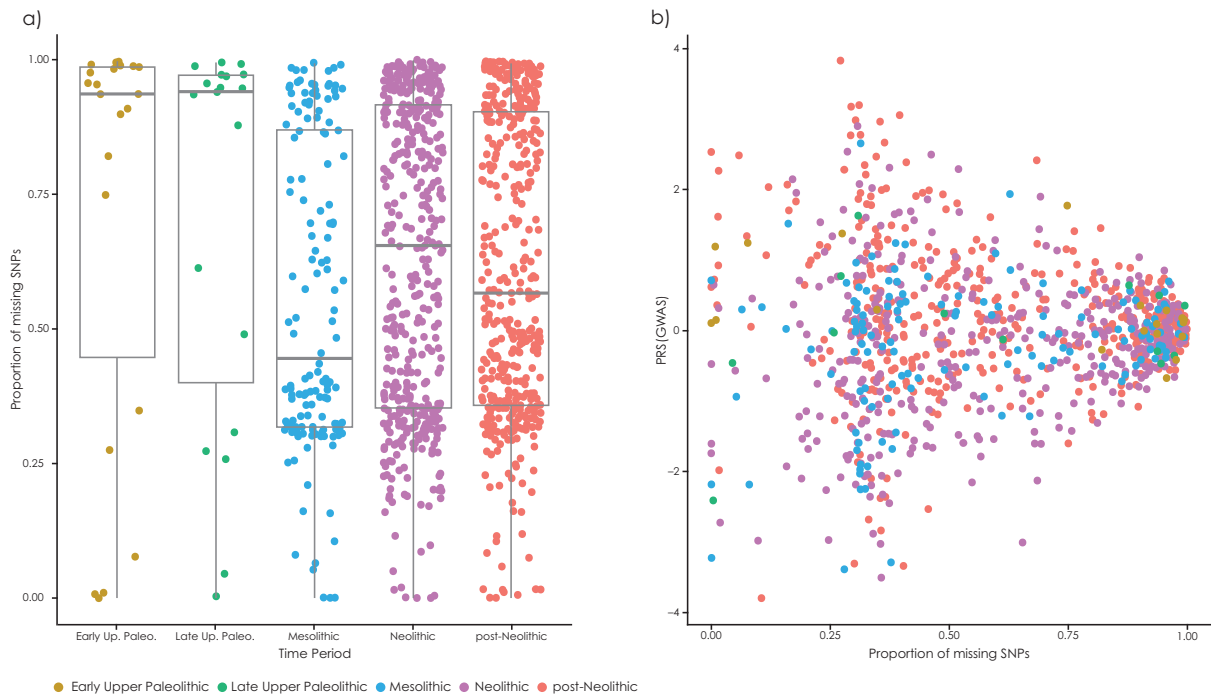 a)
Proportion of missing SNPs
1.00
0.75
0.50
0.25
0.00
Early Up. Paleo.
Late Up. Paleo.
Mesolithic
Neolithic
post-Neolithic
Time Period
b)
PRS[GWAS]
4
2
0
−2
−4
0.00
0.25
0.50
0.75
1.00
Proportion of missing SNPs
Early Upper Paleolithic
Late Upper Paleolithic
Mesolithic
Neolithic
post-Neolithic